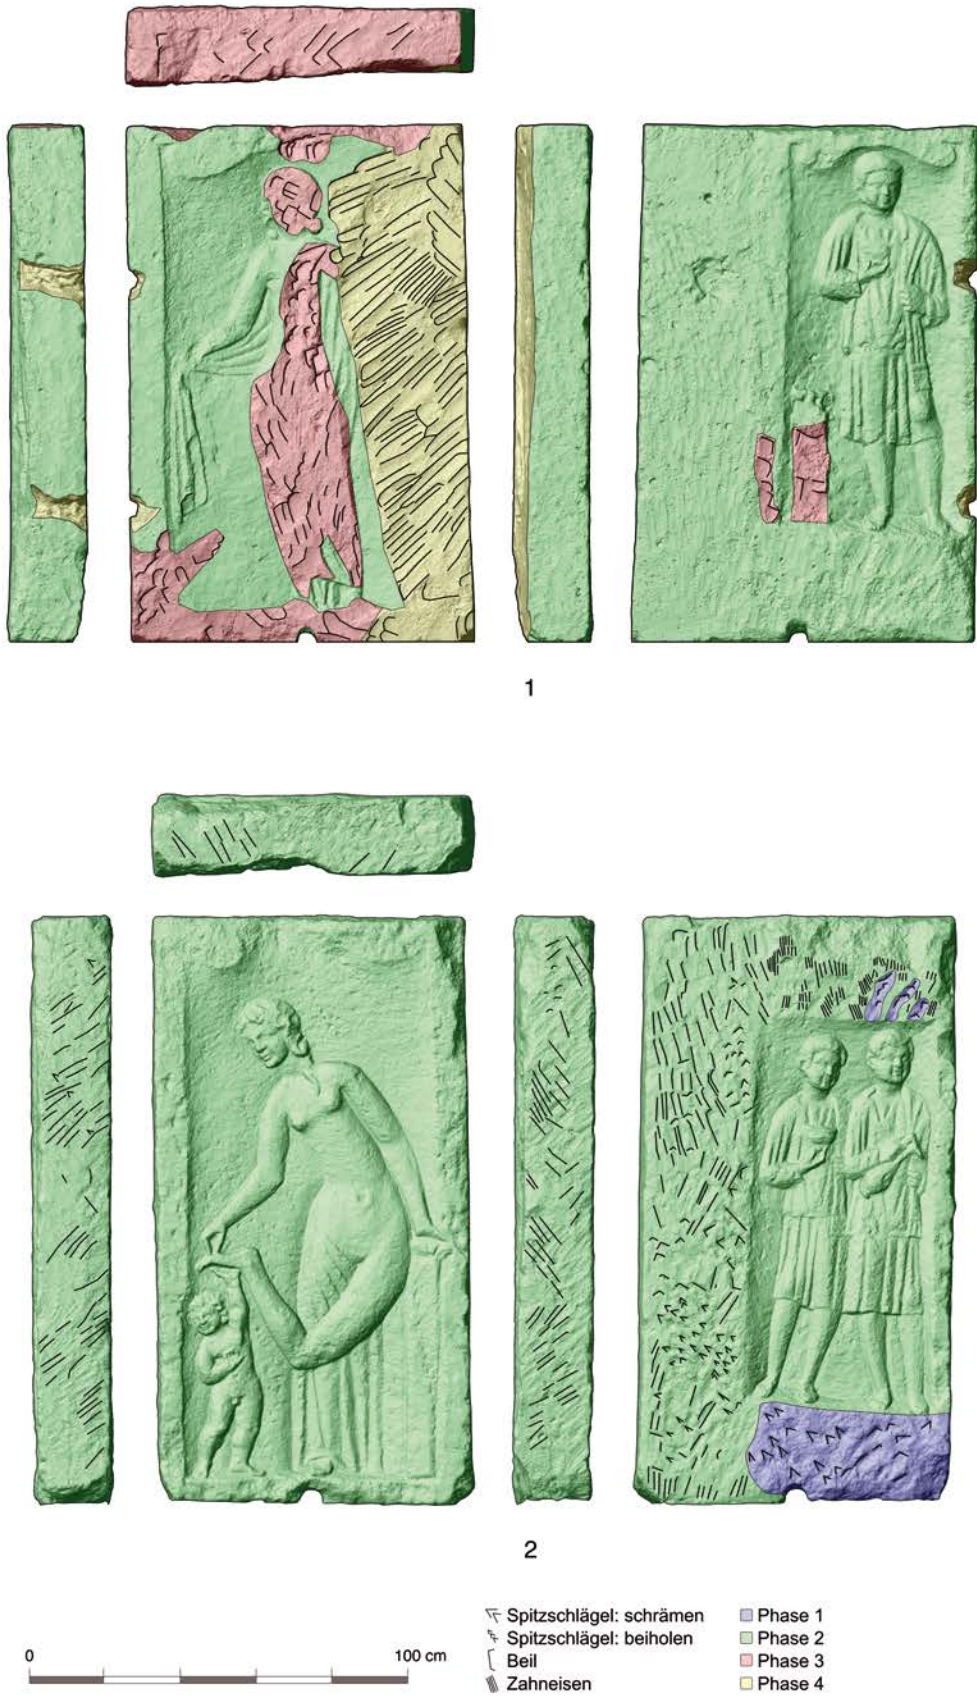 1
2
0 100 cm
Spitzschlägel: schrämen
Spitzschlägel: beiholen
Beil
Zahneisen
Phase 1
Phase 2
Phase 3
Phase 4